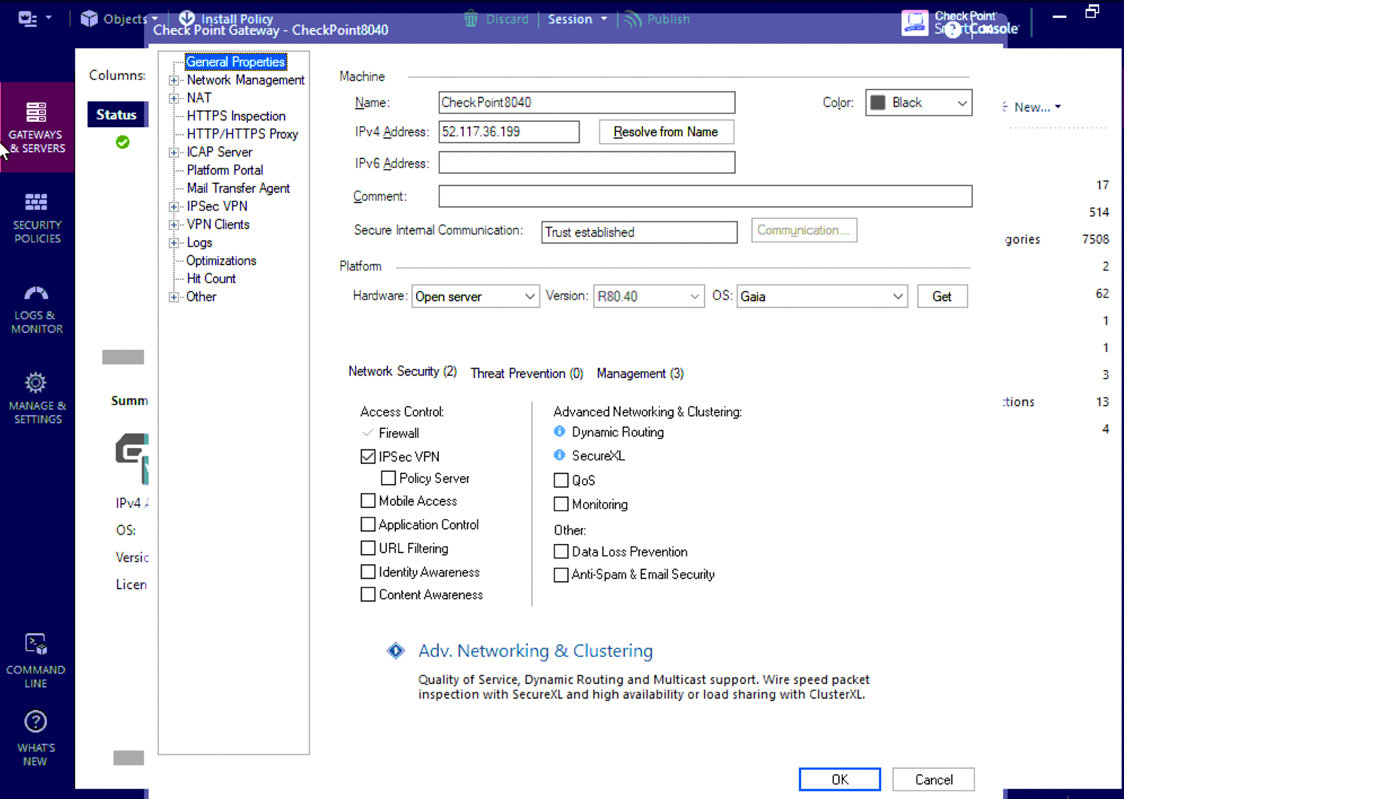 Objects
Install Policy
Discard
Session
Publish
Check Point
SmartConsole
Check Point Gateway - CheckPoint8040
GATEWAYS
& SERVERS
SECURITY
POLICIES
LOGS &
MONITOR
MANAGE &
SETTINGS
COMMAND
LINE
WHAT'S
NEW
Columns:
Status
Summ
IPv4
OS:
Versic
Licen
General Properties
Network Management
NAT
HTTPS Inspection
HTTP/HTTPS Proxy
ICAP Server
Platform Portal
Mail Transfer Agent
IPSec VPN
VPN Clients
Logs
Optimizations
Hit Count
Other
Machine
Name: CheckPoint8040 Color: Black
IPv4 Address: 52.117.36.199 Resolve from Name
IPv6 Address:
Comment:
Secure Internal Communication: Trust established Communication...
Platform
Hardware: Open server Version: R80.40 OS: Gaia Get
Network Security (2) Threat Prevention (0) Management (3)
Access Control:
Firewall
IPSec VPN
Policy Server
Mobile Access
Application Control
URL Filtering
Identity Awareness
Content Awareness
Advanced Networking & Clustering:
Dynamic Routing
SecureXL
QoS
Monitoring
Other:
Data Loss Prevention
Anti-Spam & Email Security
Adv. Networking & Clustering
Quality of Service, Dynamic Routing and Multicast support. Wire speed packet
inspection with SecureXL and high availability or load sharing with ClusterXL.
OK Cancel
New...
17
514
gories 7508
2
62
1
1
3
ctions 13
4